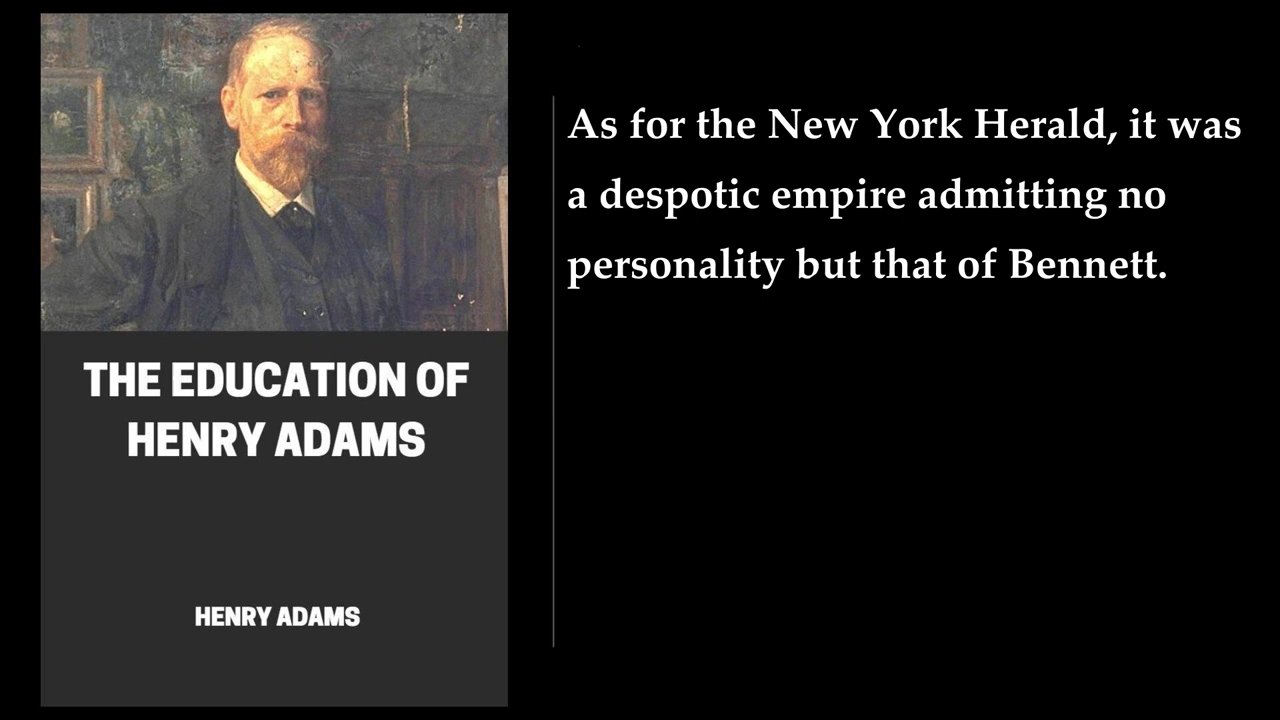 THE EDUCATION OF
HENRY ADAMS
HENRY ADAMS
As for the New York Herald, it was
a despotic empire admitting no
personality but that of Bennett.